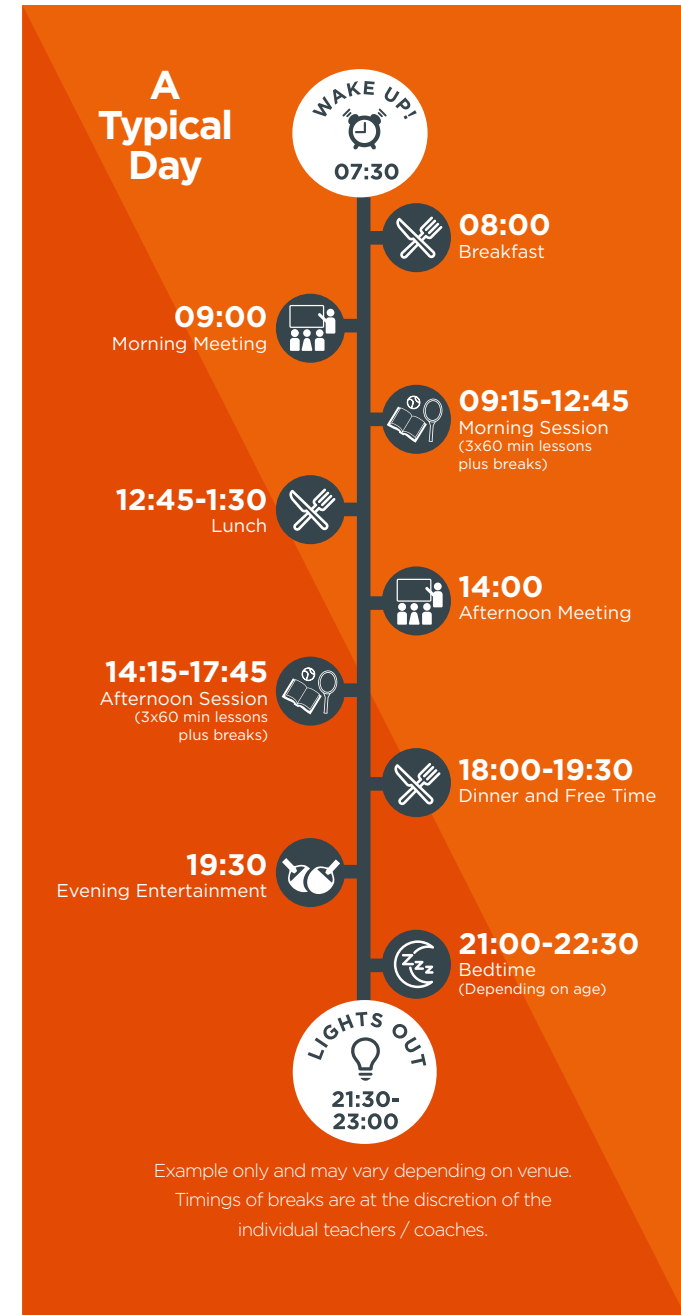 A
Typical
Day
WAKE UP!
07:30
08:00
Breakfast
09:00
Morning Meeting
09:15-12:45
Morning Session
(3x60 min lessons
plus breaks)
12:45-1:30
Lunch
14:00
Afternoon Meeting
14:15-17:45
Afternoon Session
(3x60 min lessons
plus breaks)
18:00-19:30
Dinner and Free Time
19:30
Evening Entertainment
21:00-22:30
Bedtime
(Depending on age)
zzz
LIGHTS OUT
21:30-
23:00
Example only and may vary depending on venue.
Timings of breaks are at the discretion of the
individual teachers / coaches.